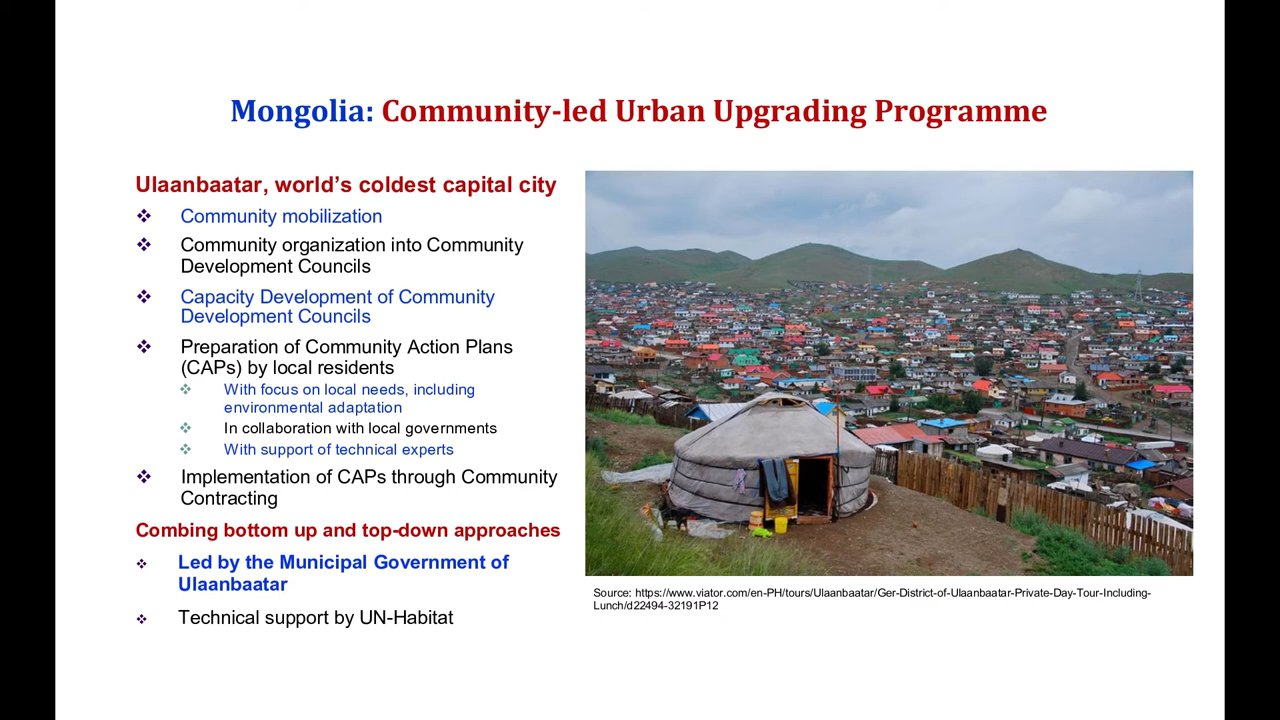 Mongolia: Community-led Urban Upgrading Programme
Ulaanbaatar, world’s coldest capital city
❖ Community mobilization
❖ Community organization into Community
Development Councils
❖ Capacity Development of Community
Development Councils
❖ Preparation of Community Action Plans
(CAPs) by local residents
❖ With focus on local needs, including
environmental adaptation
❖ In collaboration with local governments
❖ With support of technical experts
❖ Implementation of CAPs through Community
Contracting
Combing bottom up and top-down approaches
❖ Led by the Municipal Government of
Ulaanbaatar
❖ Technical support by UN-Habitat
Source: https://www.viator.com/en-PH/tours/Ulaanbaatar/Ger-District-of-Ulaanbaatar-Private-Day-Tour-Including-
Lunch/d22494-32191P12